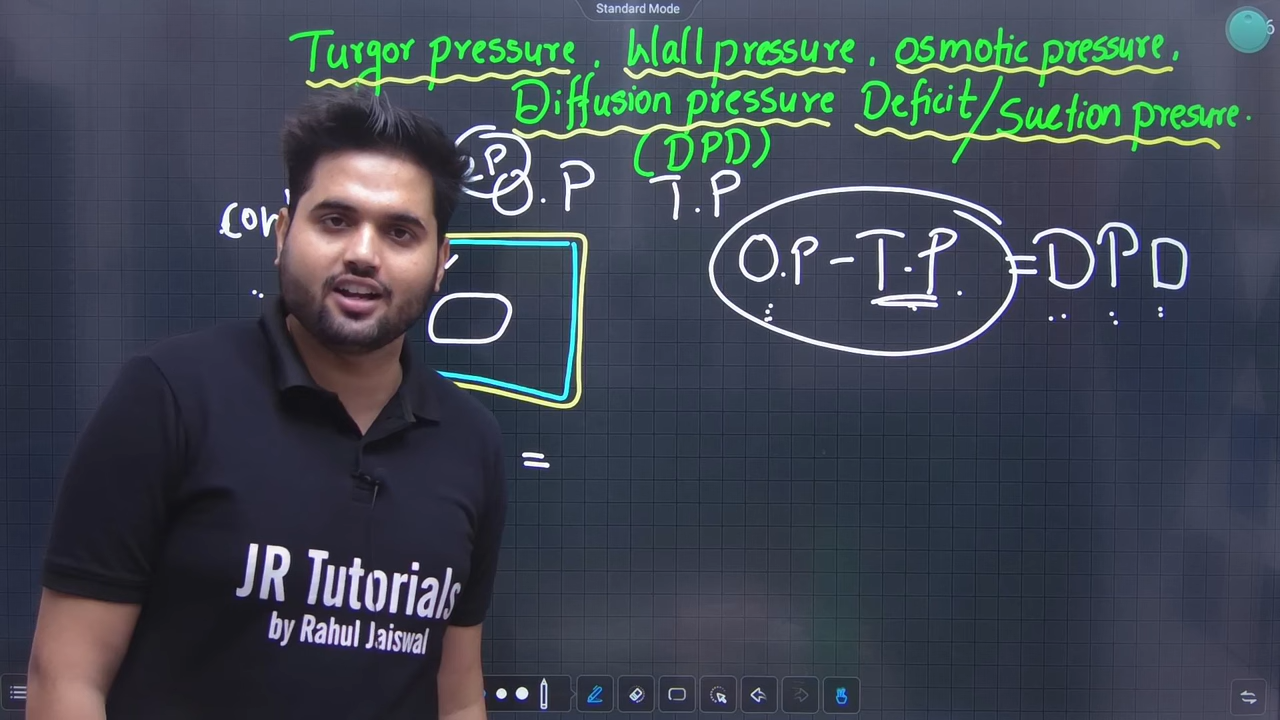 Standard Mode
Turgor pressure, Wall pressure, osmotic pressure,
Diffusion pressure Deficit/Suction presure.
(DPD)
O.P T.P
O.P - T.P. = DPD
=
JR Tutorials
by Rahul Jaiswal